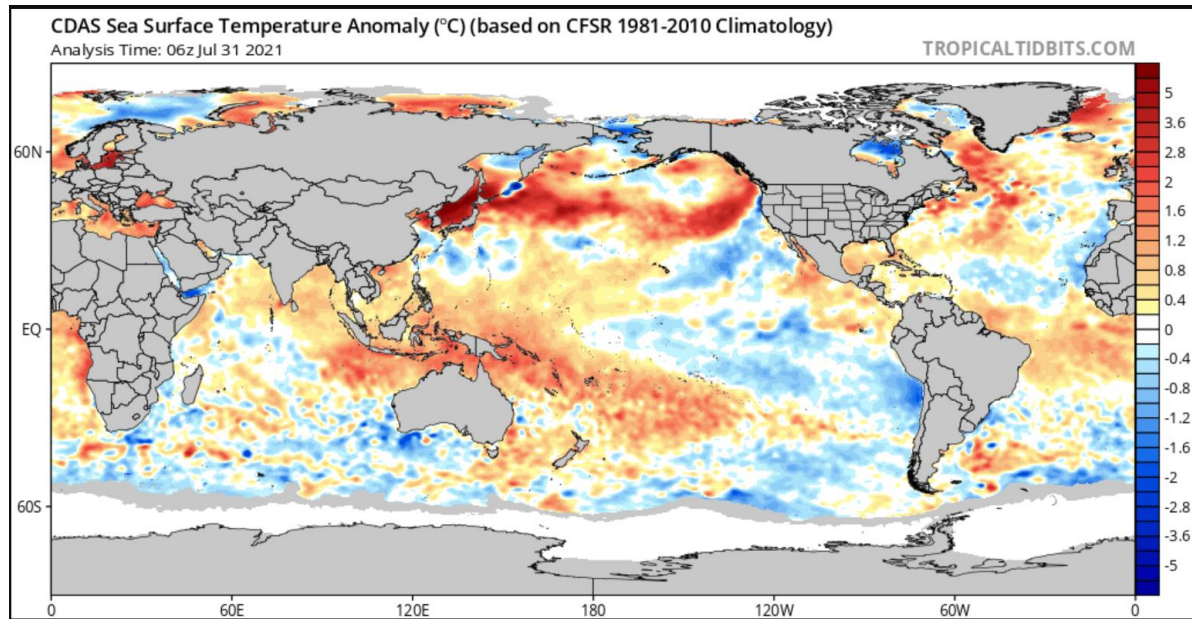 CDAS Sea Surface Temperature Anomaly (°C) (based on CFSR 1981-2010 Climatology)
Analysis Time: 06z Jul 31 2021
TROPICALTIDBITS.COM
60N
EQ
60S
0
60E
120E
180
120W
60W
0
5
3.6
2.8
2
1.6
1.2
0.8
0.4
0
-0.4
-0.8
-1.2
-1.6
-2
-2.8
-3.6
-5